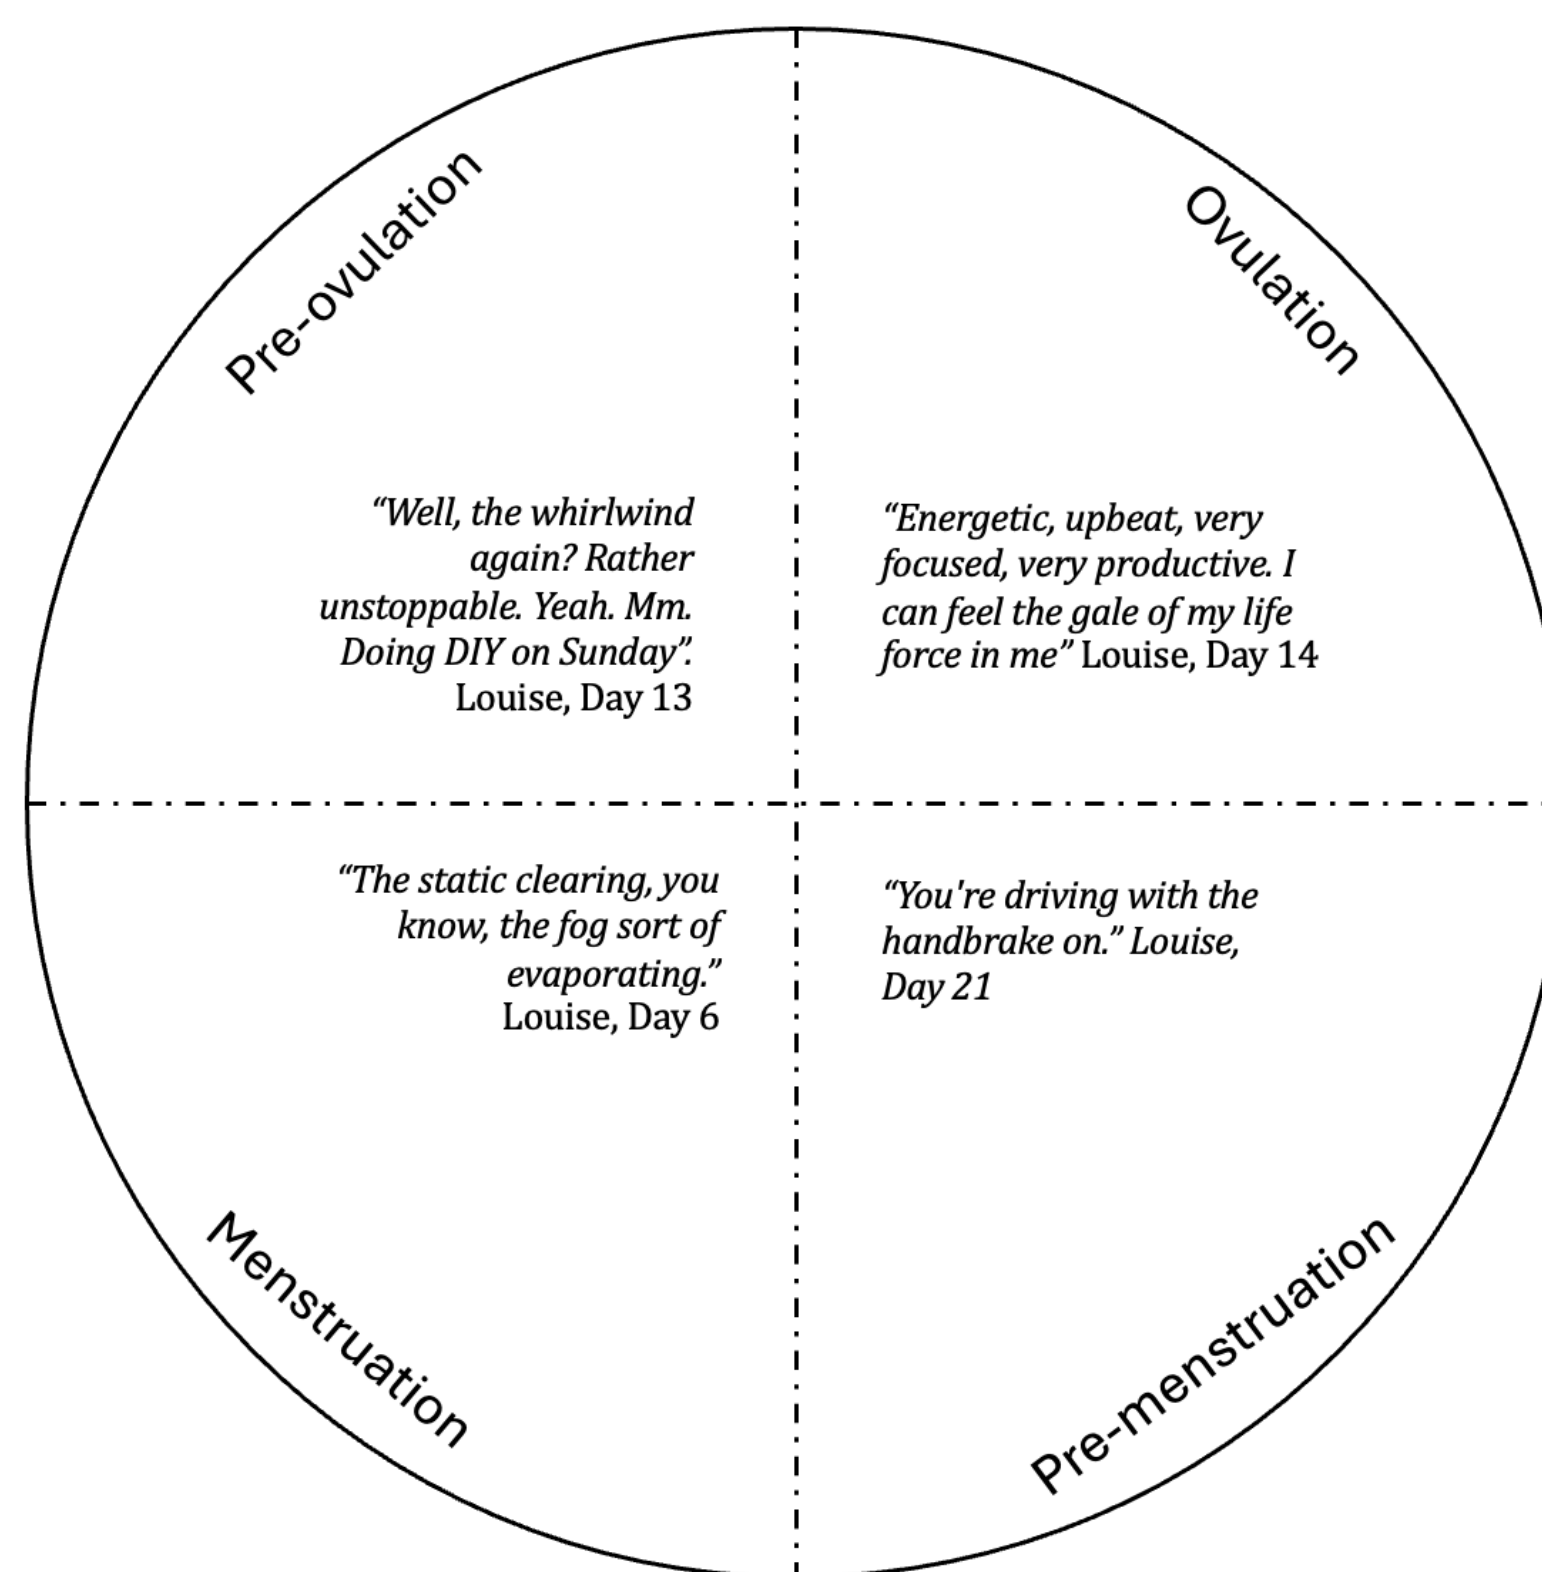 Pre-ovulation
Ovulation
“Well, the whirlwind
again? Rather
unstoppable. Yeah. Mm.
Doing DIY on Sunday”.
Louise, Day 13
“Energetic, upbeat, very
focused, very productive. I
can feel the gale of my life
force in me” Louise, Day 14
“The static clearing, you
know, the fog sort of
evaporating.”
Louise, Day 6
“You're driving with the
handbrake on.” Louise,
Day 21
Menstruation
Pre-menstruation